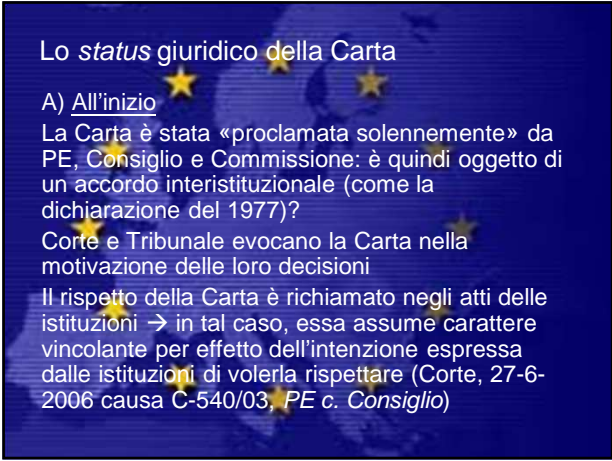 Lo status giuridico della Carta
A) All'inizio
La Carta è stata «proclamata solennemente» da
PE, Consiglio e Commissione: è quindi oggetto di
un accordo interistituzionale (come la
dichiarazione del 1977)?
Corte e Tribunale evocano la Carta nella
motivazione delle loro decisioni
Il rispetto della Carta è richiamato negli atti delle
istituzioni → in tal caso, essa assume carattere
vincolante per effetto dell'intenzione espressa
dalle istituzioni di volerla rispettare (Corte, 27-6-
2006 causa C-540/03, PE c. Consiglio)